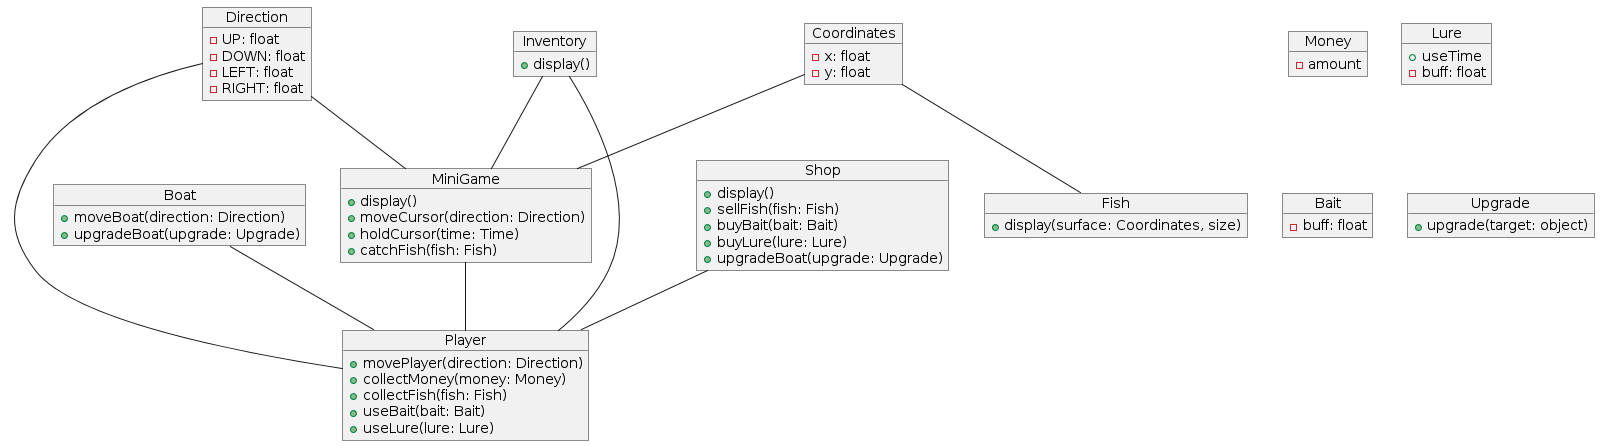 Direction
UP: float
DOWN: float
LEFT: float
RIGHT: float
Inventory
display()
Coordinates
x: float
y: float
Money
amount
Lure
useTime
buff: float
Boat
moveBoat(direction: Direction)
upgradeBoat(upgrade: Upgrade)
MiniGame
display()
moveCursor(direction: Direction)
holdCursor(time: Time)
catchFish(fish: Fish)
Shop
display()
sellFish(fish: Fish)
buyBait(bait: Bait)
buyLure(lure: Lure)
upgradeBoat(upgrade: Upgrade)
Fish
display(surface: Coordinates, size)
Bait
buff: float
Upgrade
upgrade(target: object)
Player
movePlayer(direction: Direction)
collectMoney(money: Money)
collectFish(fish: Fish)
useBait(bait: Bait)
useLure(lure: Lure)